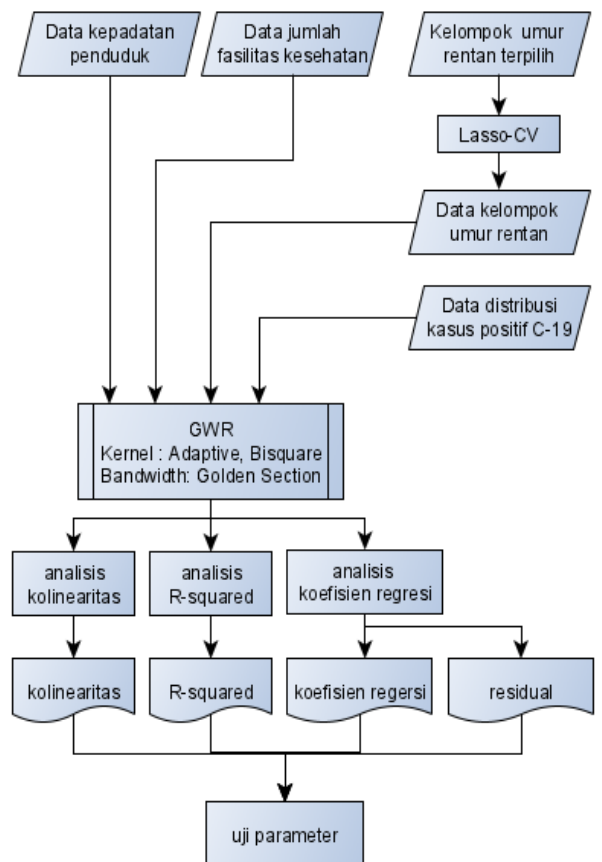 Data kepadatan
penduduk
Data jumlah
fasilitas kesehatan
Kelompok umur
rentan terpilih
Lasso-CV
Data kelompok
umur rentan
Data distribusi
kasus positif C-19
GWR
Kernel : Adaptive, Bisquare
Bandwidth: Golden Section
analisis
kolinearitas
analisis
R-squared
analisis
koefisien regresi
kolinearitas
R-squared
koefisien regersi
residual
uji parameter